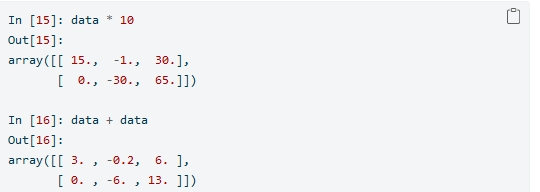 In [15]: data * 10
Out[15]:
array([[ 15.,  -1.,  30.],
       [  0., -30.,  65.]])

In [16]: data + data
Out[16]:
array([[ 3. , -0.2,  6. ],
       [ 0. , -6. , 13. ]])